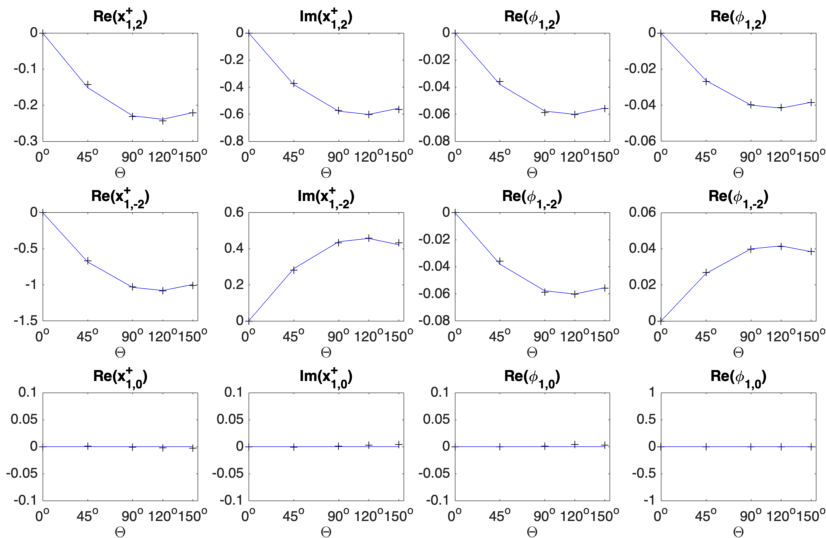 Re(x⁺₁,₂) Im(x⁺₁,₂) Re(ϕ₁,₂) Re(ϕ₁,₂)
0 0 0 0
-0.1 -0.2 -0.02 -0.02
-0.2 -0.4 -0.04 -0.04
-0.6 -0.06
-0.3 -0.8 -0.08 -0.06
0° 45° 90° 120° 150° 0° 45° 90° 120° 150° 0° 45° 90° 120° 150° 0° 45° 90° 120° 150°
Θ Θ Θ Θ
Re(x⁺₁,₋₂) Im(x⁺₁,₋₂) Re(ϕ₁,₋₂) Re(ϕ₁,₋₂)
0 0.6 0 0.06
-0.5 0.4 -0.02 0.04
-0.04
-1 0.2 -0.06 0.02
-1.5 0 -0.08 0
0° 45° 90° 120° 150° 0° 45° 90° 120° 150° 0° 45° 90° 120° 150° 0° 45° 90° 120° 150°
Θ Θ Θ Θ
Re(x⁺₁,₀) Im(x⁺₁,₀) Re(ϕ₁,₀) Re(ϕ₁,₀)
0.1 0.1 0.1 1
0.05 0.05 0.05 0.5
0 0 0 0
-0.05 -0.05 -0.05 -0.5
-0.1 -0.1 -0.1 -1
0° 45° 90° 120° 150° 0° 45° 90° 120° 150° 0° 45° 90° 120° 150° 0° 45° 90° 120° 150°
Θ Θ Θ Θ